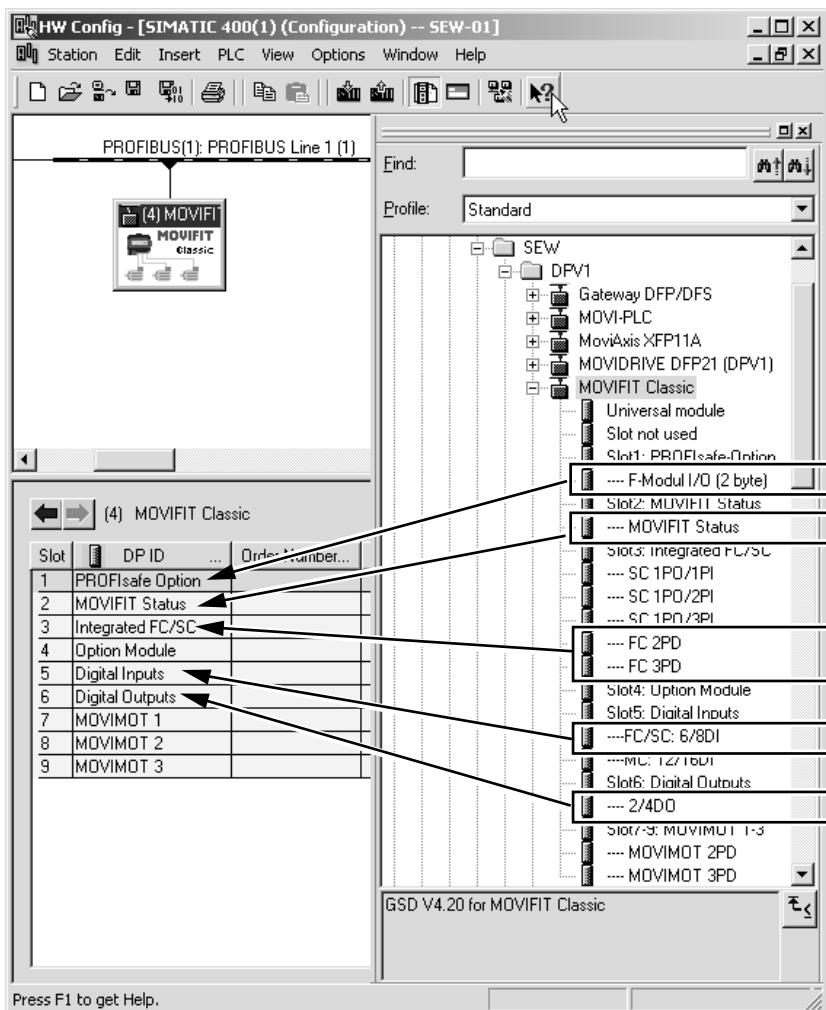 HW Config - [SIMATIC 400(1) (Configuration) -- SEW-01]
Station Edit Insert PLC View Options Window Help
PROFIBUS(1): PROFIBUS Line 1 (1)
(4) MOVIFIT
MOVIFIT
Classic
Find:
Profile:
Standard
SEW
DPV1
Gateway DFP/DFS
MOVI-PLC
MoviAxis XFP11A
MOVIDRIVE DFP21 (DPV1)
MOVIFIT Classic
Universal module
Slot not used
Slot1: PROFIsafe-Option
---- F-Modul I/O (2 byte)
Slot2: MOVIFIT Status
---- MOVIFIT Status
Slot3: Integrated FC/SC
---- SC 1PO/1PI
---- SC 1PO/2PI
---- SC 1PO/3PI
---- FC 2PD
---- FC 3PD
Slot4: Option Module
Slot5: Digital Inputs
----FC/SC: 6/8DI
----MC: 12/16DI
Slot6: Digital Outputs
---- 2/4DO
Slot7-9: MOVIMOT 1-3
---- MOVIMOT 2PD
---- MOVIMOT 3PD
(4) MOVIFIT Classic
Slot DP ID ... Order Number...
1 PROFIsafe Option
2 MOVIFIT Status
3 Integrated FC/SC
4 Option Module
5 Digital Inputs
6 Digital Outputs
7 MOVIMOT 1
8 MOVIMOT 2
9 MOVIMOT 3
GSD V4.20 for MOVIFIT Classic
Press F1 to get Help.